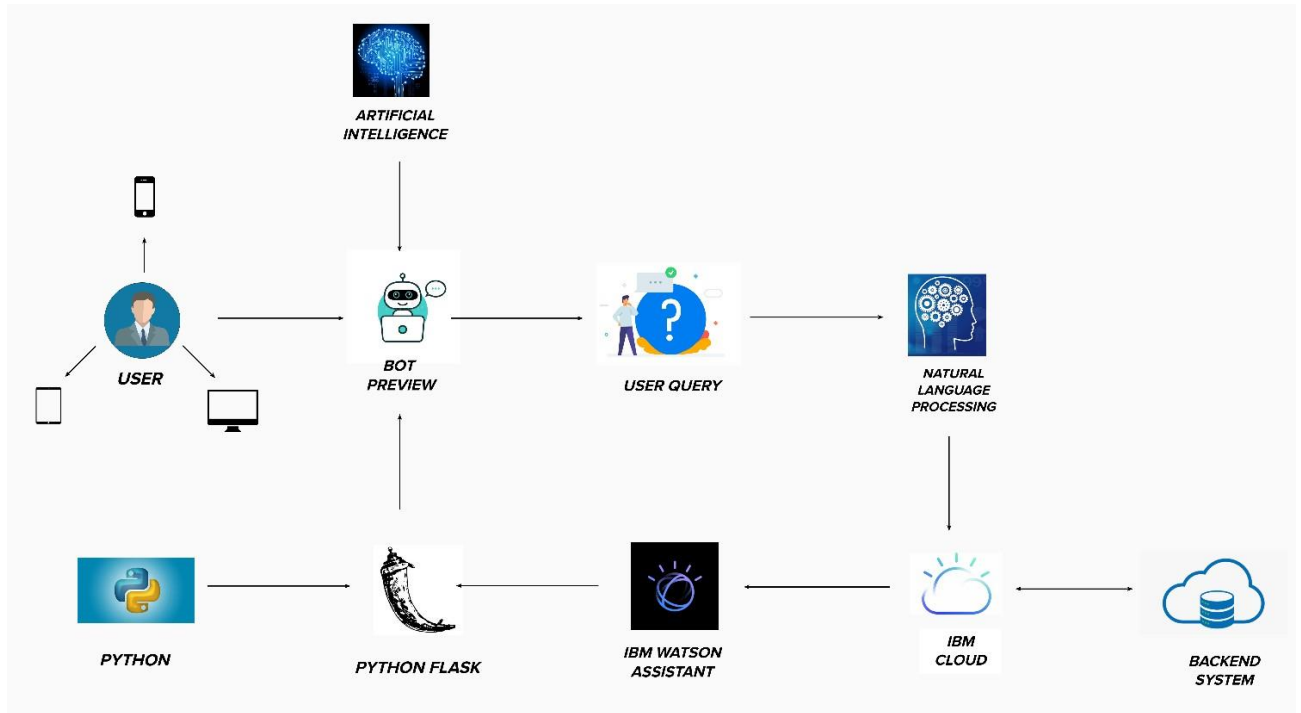 ARTIFICIAL
INTELLIGENCE
USER
BOT
PREVIEW
?
USER QUERY
NATURAL
LANGUAGE
PROCESSING
PYTHON
PYTHON FLASK
IBM WATSON
ASSISTANT
IBM
CLOUD
BACKEND
SYSTEM